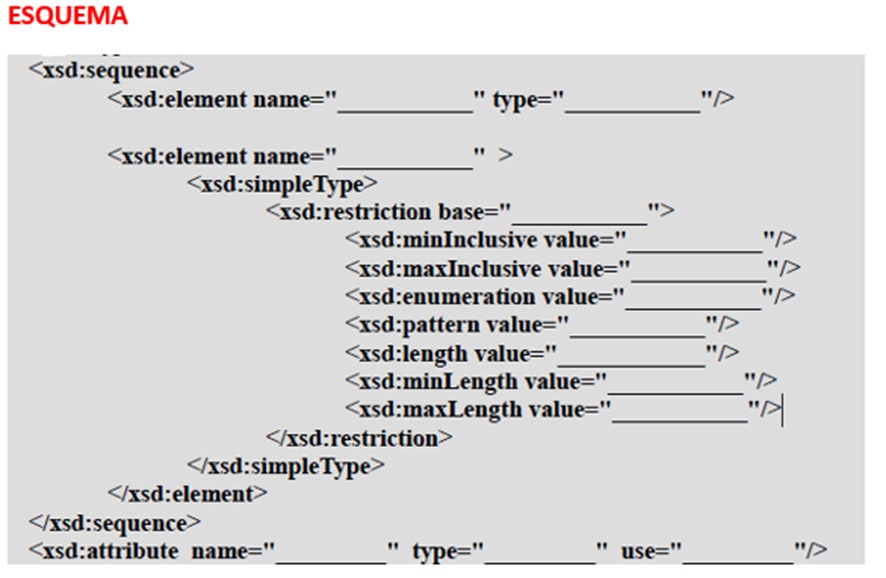 ESQUEMA
<xsd:sequence>
<xsd:element name="___________" type="___________"/>
<xsd:element name="___________" >
<xsd:simpleType>
<xsd:restriction base="___________">
<xsd:minInclusive value="___________"/>
<xsd:maxInclusive value="___________"/>
<xsd:enumeration value="___________"/>
<xsd:pattern value="___________"/>
<xsd:length value="___________"/>
<xsd:minLength value="___________"/>
<xsd:maxLength value="___________"/>
</xsd:restriction>
</xsd:simpleType>
</xsd:element>
</xsd:sequence>
<xsd:attribute name="_________" type="_________" use="_________"/>